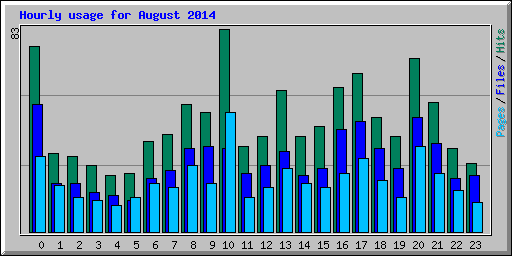 Hourly usage for August 2014
83
Pages / Files / Hits
0 1 2 3 4 5 6 7 8 9 10 11 12 13 14 15 16 17 18 19 20 21 22 23